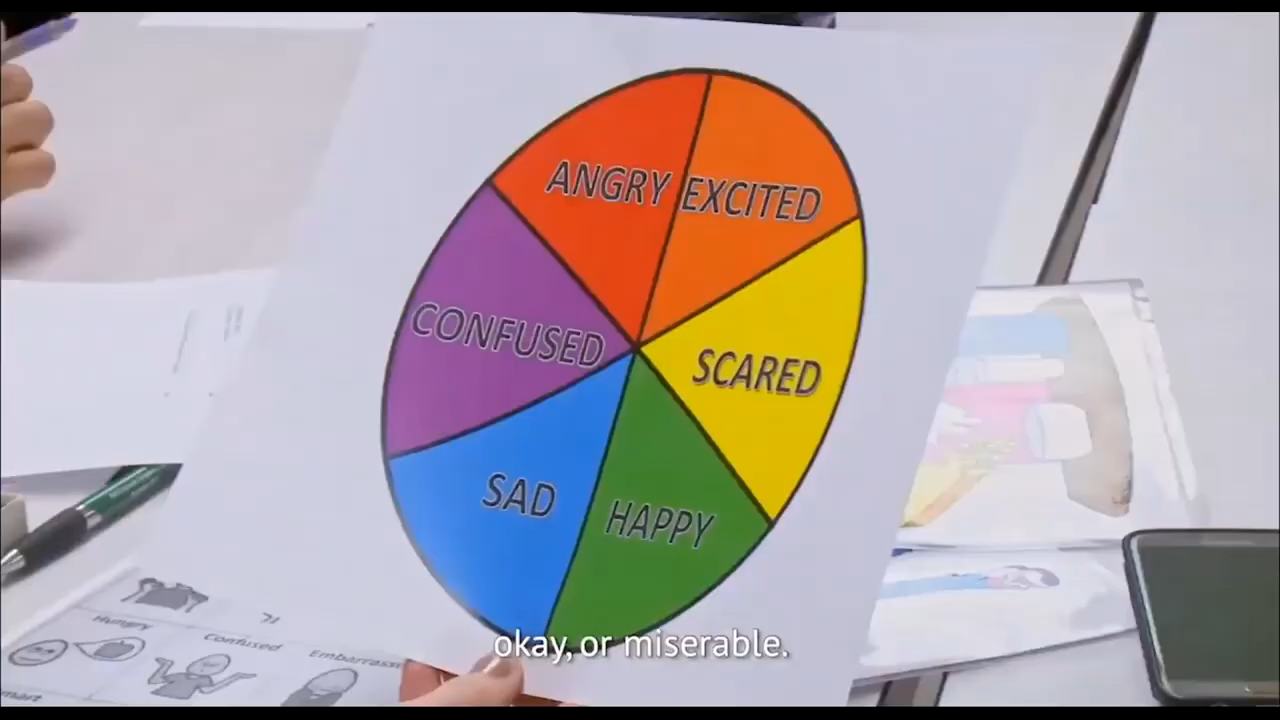 ANGRY
EXCITED
CONFUSED
SCARED
SAD
HAPPY
okay, or miserable.
Hungry
Confused